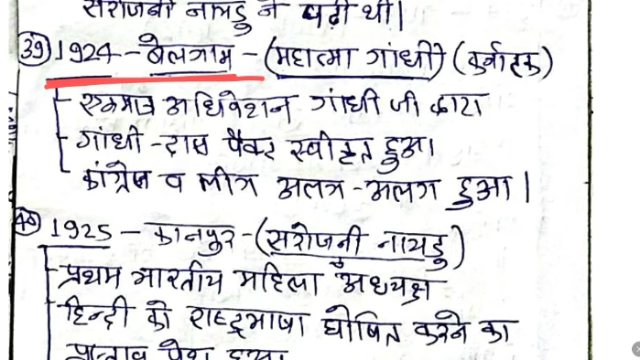 सरोजनी नायडु ने पढ़ी थी।
39 1924 - बेलगाम - (महात्मा गांधी) (कर्नाटक)
एकमात्र अधिवेशन गांधी जी द्वारा
गांधी - दास पैक्ट स्वीकृत हुआ।
कांग्रेस व लीग अलग - अलग हुआ।
40 1925 - कानपुर - (सरोजनी नायडु)
प्रथम भारतीय महिला अध्यक्ष
हिन्दी को राष्ट्रभाषा घोषित करने का
प्रस्ताव पेश हुआ